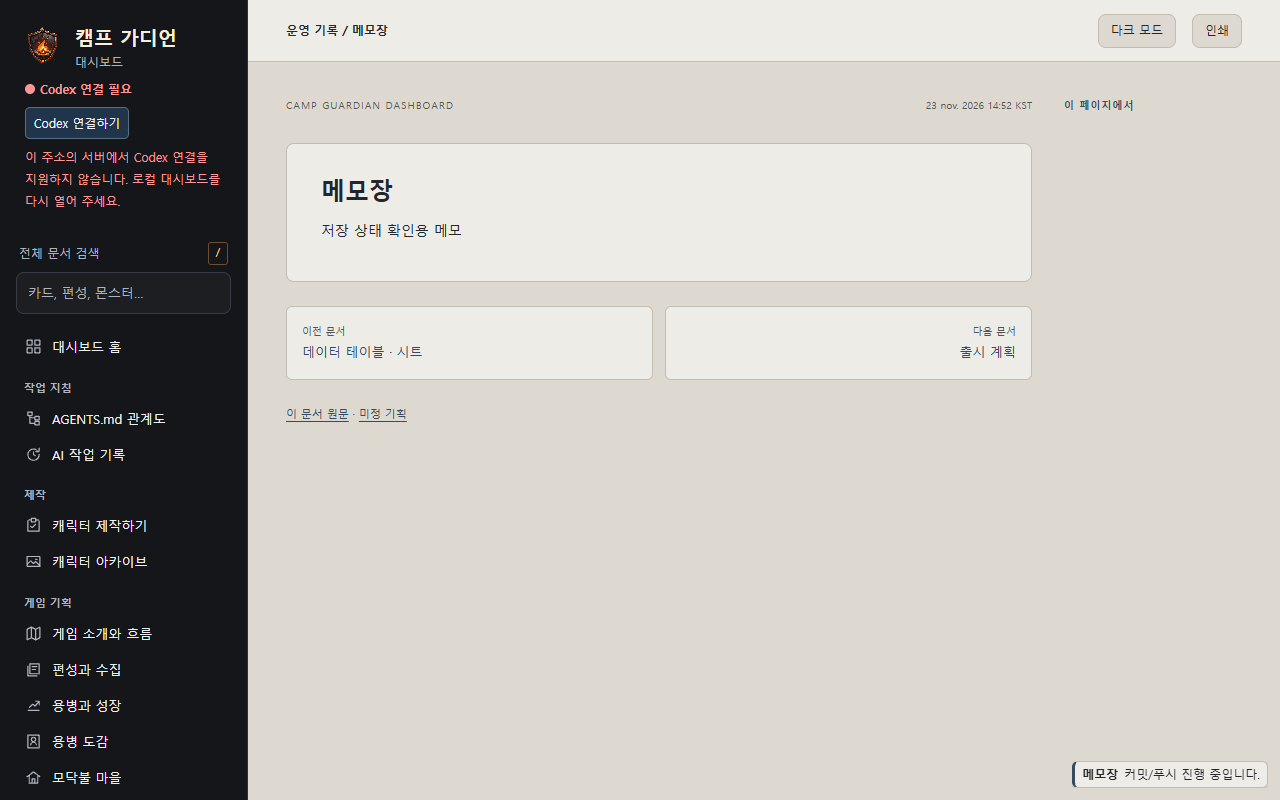 캠프 가디언
대시보드
Codex 연결 필요
Codex 연결하기
이 주소의 서버에서 Codex 연결을
지원하지 않습니다. 로컬 대시보드를
다시 열어 주세요.
전체 문서 검색
/
카드, 편성, 몬스터...
대시보드 홈
작업 지침
AGENTS.md 관계도
AI 작업 기록
제작
캐릭터 제작하기
캐릭터 아카이브
게임 기획
게임 소개와 흐름
편성과 수집
용병과 성장
용병 도감
모닥불 마을
운영 기록 / 메모장
다크 모드
인쇄
CAMP GUARDIAN DASHBOARD
23 nov. 2026 14:52 KST
이 페이지에서
메모장
저장 상태 확인용 메모
이전 문서
데이터 테이블 · 시트
다음 문서
출시 계획
이 문서 원문 · 미정 기획
메모장 커밋/푸시 진행 중입니다.